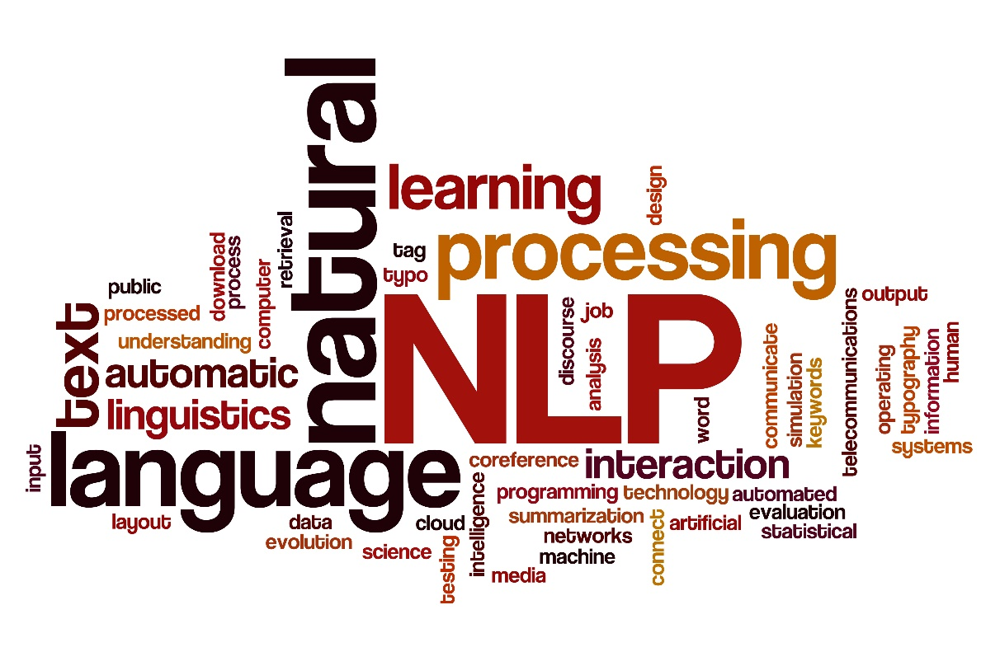 natural
learning
design
processing
tag
typo
retrieval
download
process
computer
public
processed
understanding
text
automatic
linguistics
NLP
discourse
job
analysis
word
communicate
simulation
keywords
telecommunications
output
operating
typography
information
human
systems
input
language
coreference
interaction
layout
data
evolution
cloud
science
testing
intelligence
programming
technology
automated
summarization
connect
artificial
evaluation
statistical
networks
machine
media